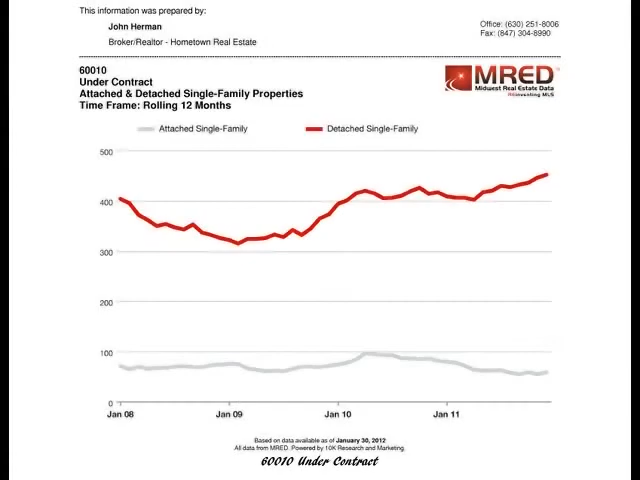 This information was prepared by:
John Herman
Broker/Realtor - Hometown Real Estate
Office: (630) 251-8006
Fax: (847) 304-8990
60010
Under Contract
Attached & Detached Single-Family Properties
Time Frame: Rolling 12 Months
MRED™
Midwest Real Estate Data
REinventing MLS
Attached Single-Family
Detached Single-Family
500
400
300
200
100
0
Jan 08 Jan 09 Jan 10 Jan 11
Based on data available as of January 30, 2012
All data from MRED. Powered by 10K Research and Marketing.
60010 Under Contract